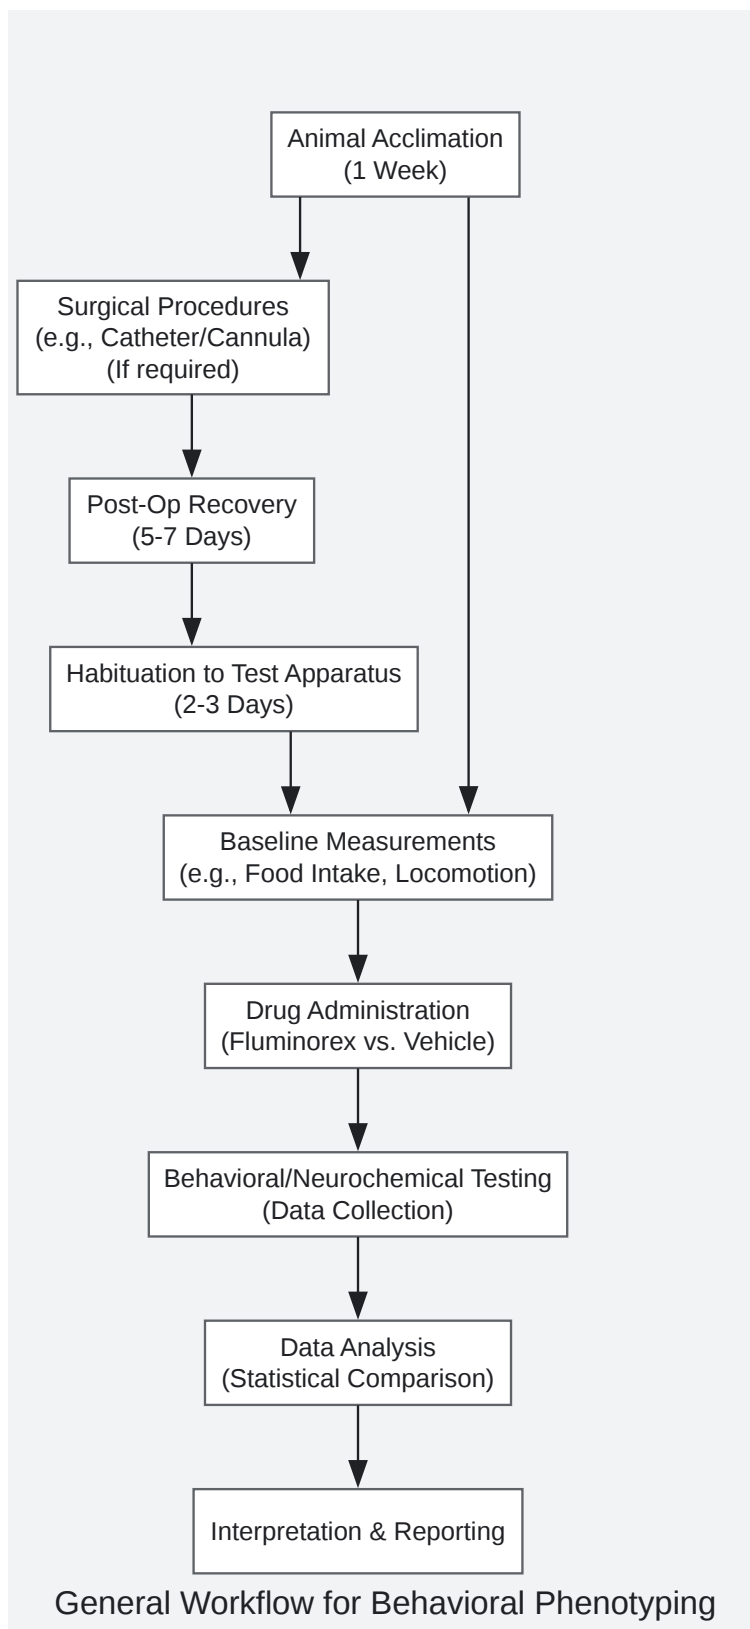 Animal Acclimation
(1 Week)
Surgical Procedures
(e.g., Catheter/Cannula)
(If required)
Post-Op Recovery
(5-7 Days)
Habituation to Test Apparatus
(2-3 Days)
Baseline Measurements
(e.g., Food Intake, Locomotion)
Drug Administration
(Fluminorex vs. Vehicle)
Behavioral/Neurochemical Testing
(Data Collection)
Data Analysis
(Statistical Comparison)
Interpretation & Reporting
General Workflow for Behavioral Phenotyping